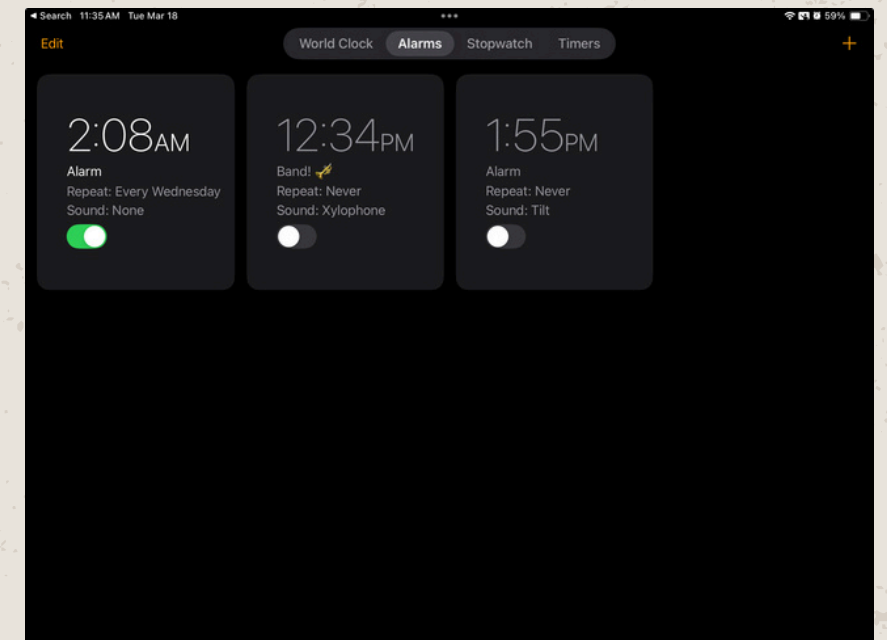 ◀ Search 11:35 AM Tue Mar 18 59%
Edit World Clock Alarms Stopwatch Timers +
2:08AM
Alarm
Repeat: Every Wednesday
Sound: None
12:34PM
Band! 🎺
Repeat: Never
Sound: Xylophone
1:55PM
Alarm
Repeat: Never
Sound: Tilt